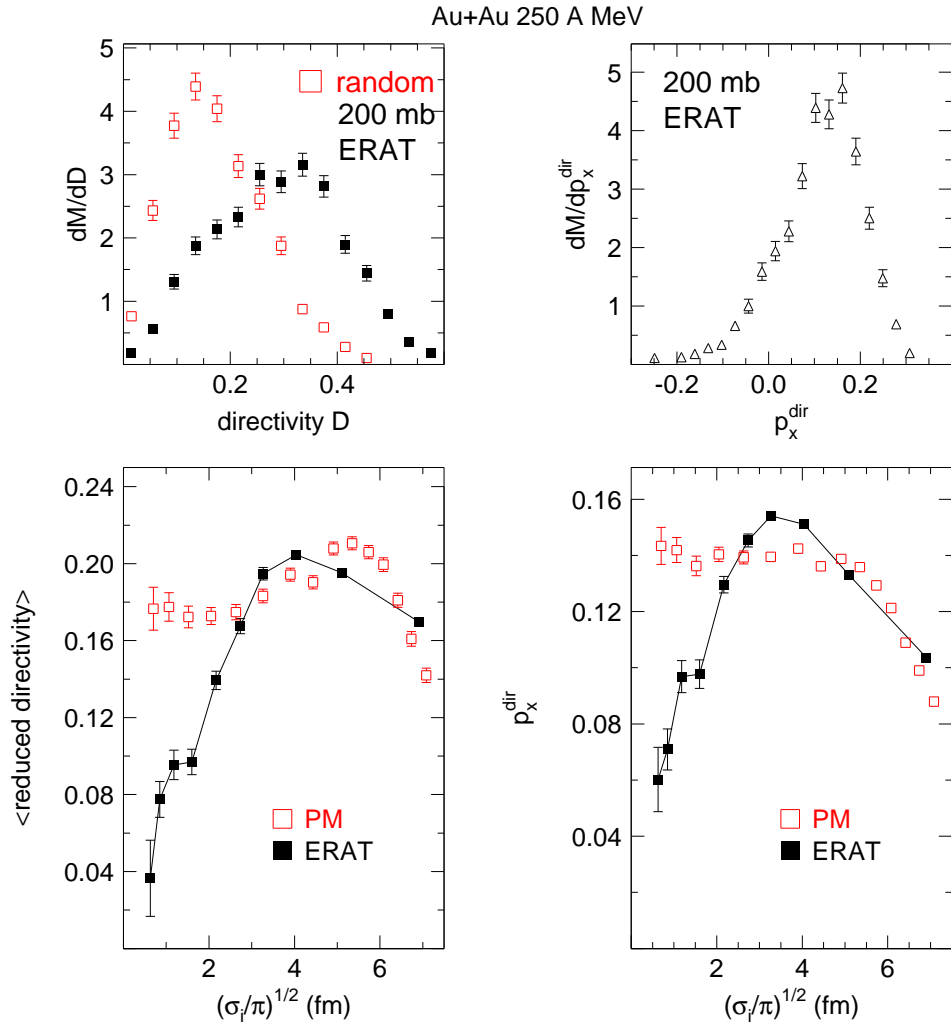 Au+Au 250 A MeV
5
4
3
2
1
dM/dD
random
200 mb
ERAT
0.2
0.4
directivity D
5
4
3
2
1
dM/dp_x^dir
200 mb
ERAT
-0.2
0.0
0.2
p_x^dir
0.24
0.20
0.16
0.12
0.08
0.04
<reduced directivity>
PM
ERAT
2
4
6
(σ_i/π)^1/2 (fm)
0.16
0.12
0.08
0.04
p_x^dir
PM
ERAT
2
4
6
(σ_i/π)^1/2 (fm)